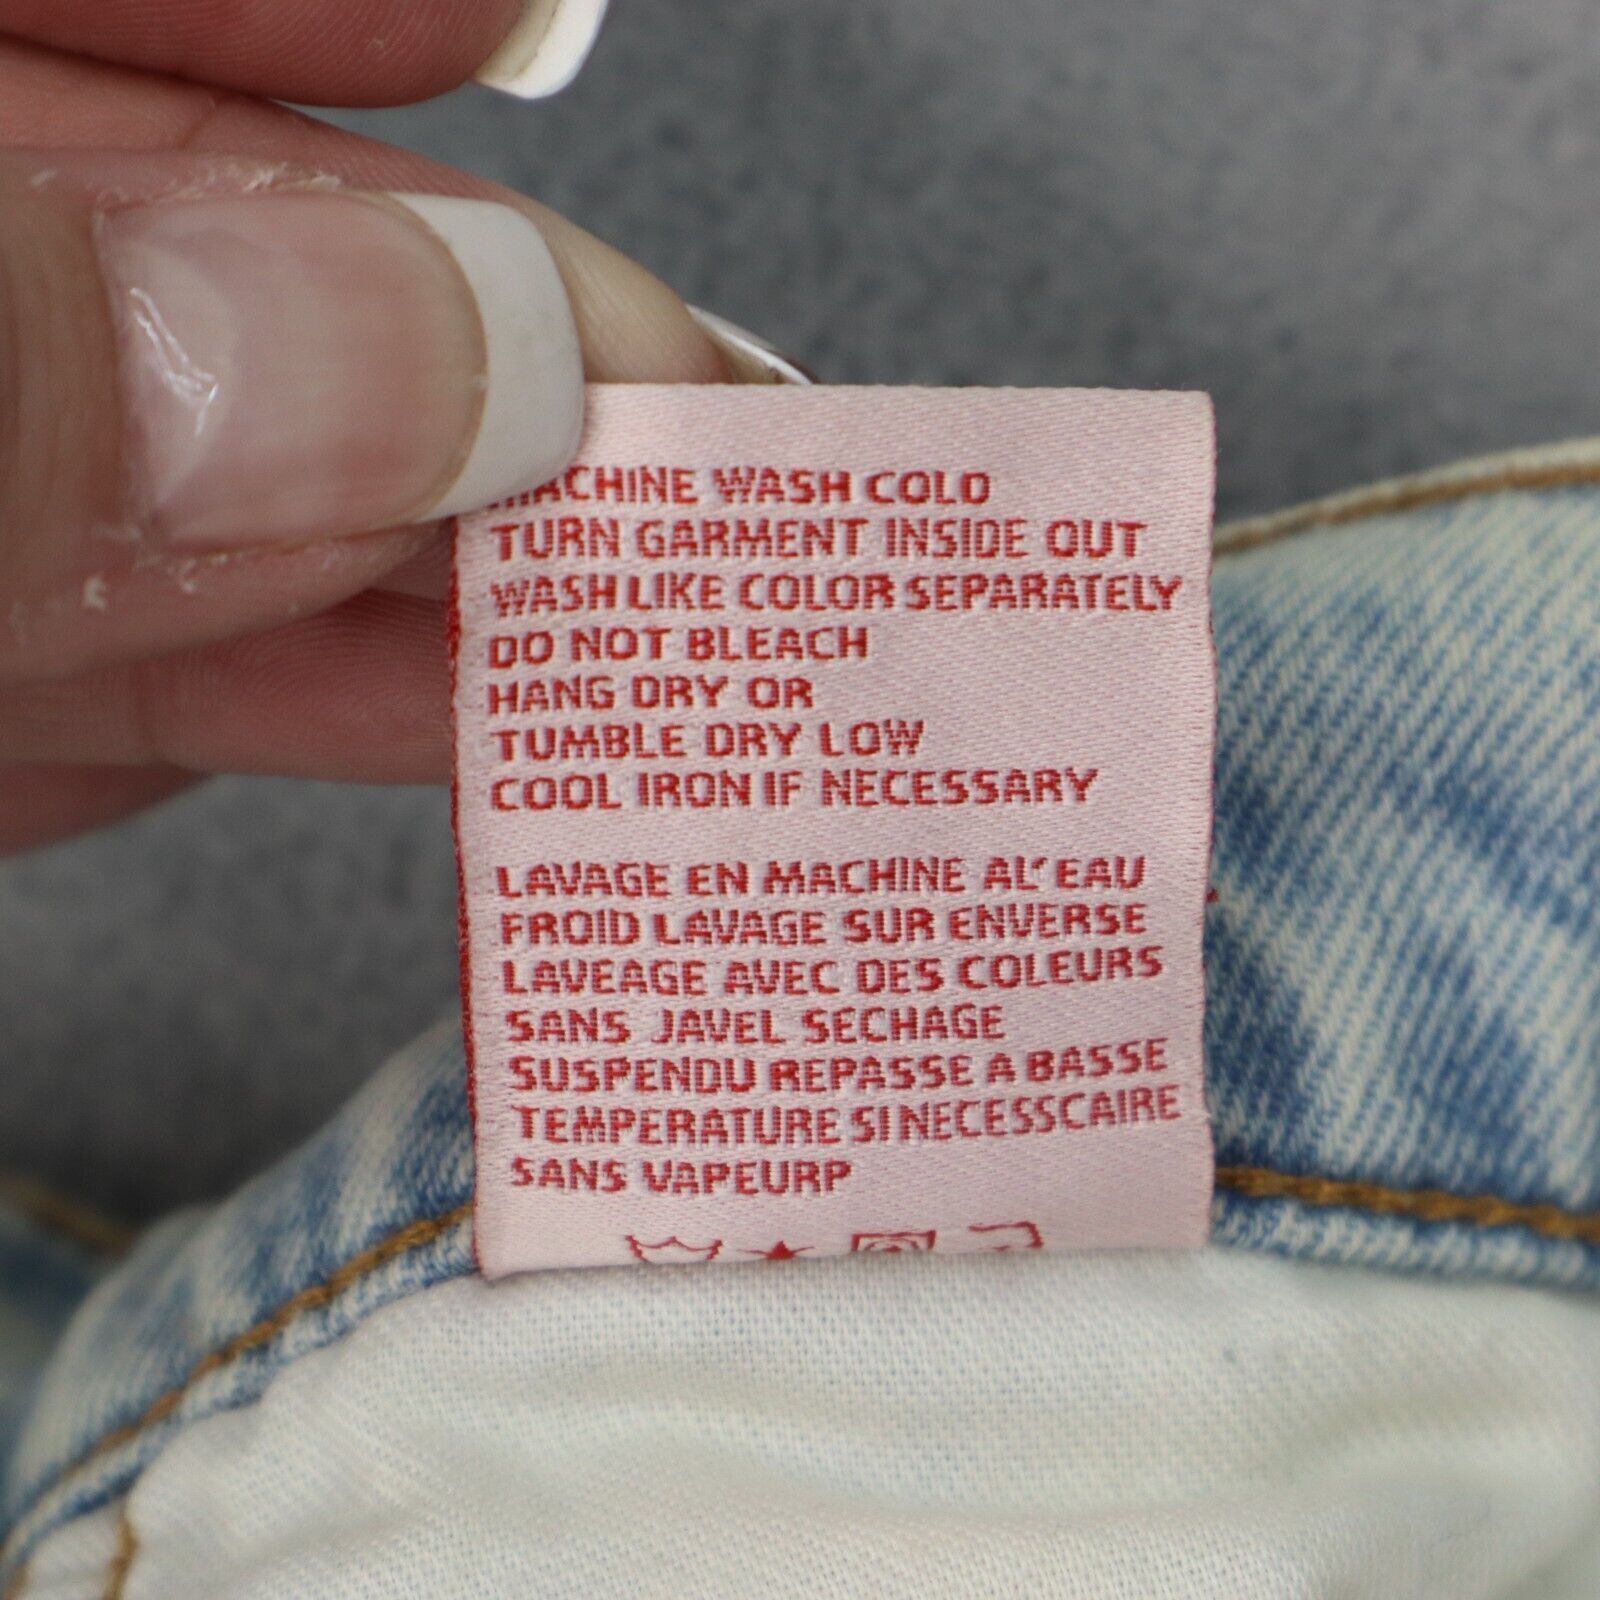 MACHINE WASH COLD
TURN GARMENT INSIDE OUT
WASH LIKE COLOR SEPARATELY
DO NOT BLEACH
HANG DRY OR
TUMBLE DRY LOW
COOL IRON IF NECESSARY
LAVAGE EN MACHINE AL' EAU
FROID LAVAGE SUR ENVERSE
LAVEAGE AVEC DES COLEURS
SANS JAVEL SECHAGE
SUSPENDU REPASSE A BASSE
TEMPERATURE SI NECESSCAIRE
SANS VAPEURP